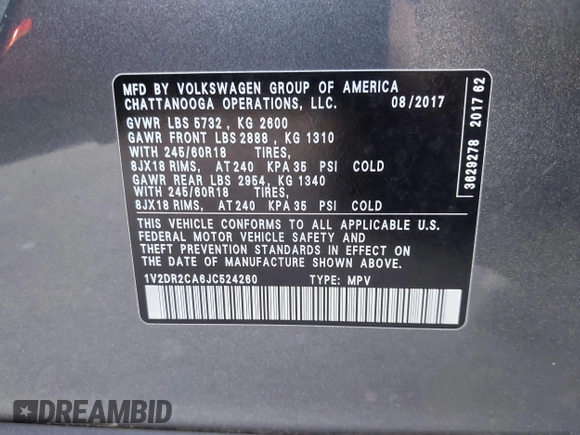 MFD BY VOLKSWAGEN GROUP OF AMERICA
CHATTANOOGA OPERATIONS, LLC. 08/2017
GVWR LBS 5732 , KG 2600
GAWR FRONT LBS 2888 , KG 1310
WITH 245/60R18 TIRES,
8JX18 RIMS, AT 240 KPA 35 PSI COLD
GAWR REAR LBS 2954, KG 1340
WITH 245/60R18 TIRES,
8JX18 RIMS, AT 240 KPA 35 PSI COLD
THIS VEHICLE CONFORMS TO ALL APPLICABLE U.S.
FEDERAL MOTOR VEHICLE SAFETY AND
THEFT PREVENTION STANDARDS IN EFFECT ON
THE DATE OF MANUFACTURE SHOWN ABOVE.
1V2DR2CA6JC524260 TYPE: MPV
3629278 2017 62
DREAMBID